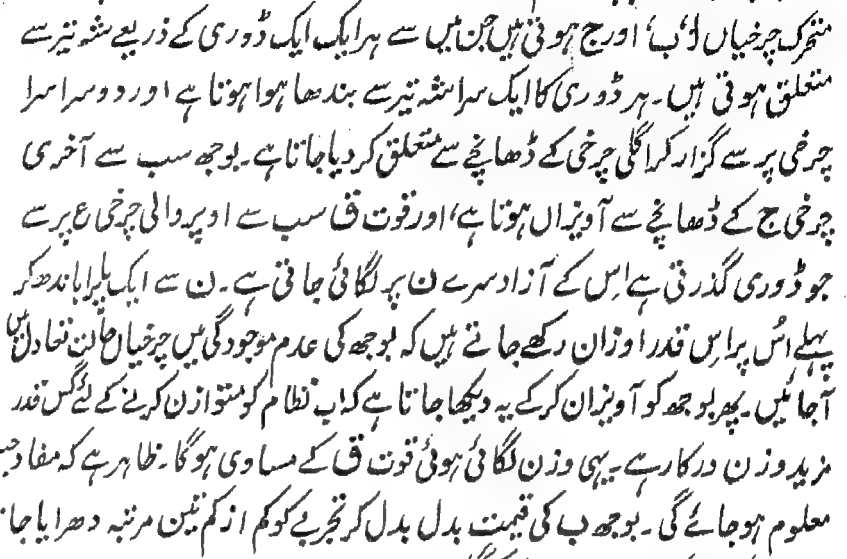 متحرک چرخیاں ل، ب، اور ج ہوتی ہیں جن میں سے ہر ایک ایک ڈوری کے ذریعے شہ تیر سے
متعلق ہوتی ہیں۔ ہر ڈوری کا ایک سرا شہ تیر سے بندھا ہوا ہوتا ہے اور دوسرا سرا
چرخی پر سے گزار کر اگلی چرخی کے ڈھانچے سے متعلق کر دیا جاتا ہے۔ بوجھ سب سے آخری
چرخی ج کے ڈھانچے سے آویزاں ہوتا ہے، اور قوت ق سب سے اوپر والی چرخی ع پر سے
جو ڈوری گذرتی ہے اس کے آزاد سرے ن پر لگائی جاتی ہے۔ ن سے ایک پلڑا باندھ کر
پہلے اُس پر اس قدر اوزان رکھے جاتے ہیں کہ بوجھ کی عدم موجودگی میں چرخیاں حالت تعادل میں
آجائیں۔ پھر بوجھ کو آویزان کرکے یہ دیکھا جاتا ہے کہ اب نظام کو متوازن کرنے کے لئے کس قدر
مزید وزن درکار ہے۔ یہی وزن لگائی ہوئی قوت ق کے مساوی ہوگا۔ ظاہر ہے کہ مفاد
معلوم ہو جائے گی۔ بوجھ ب کی قیمت بدل بدل کر تجربے کو کم از کم تین مرتبہ دھرایا جا